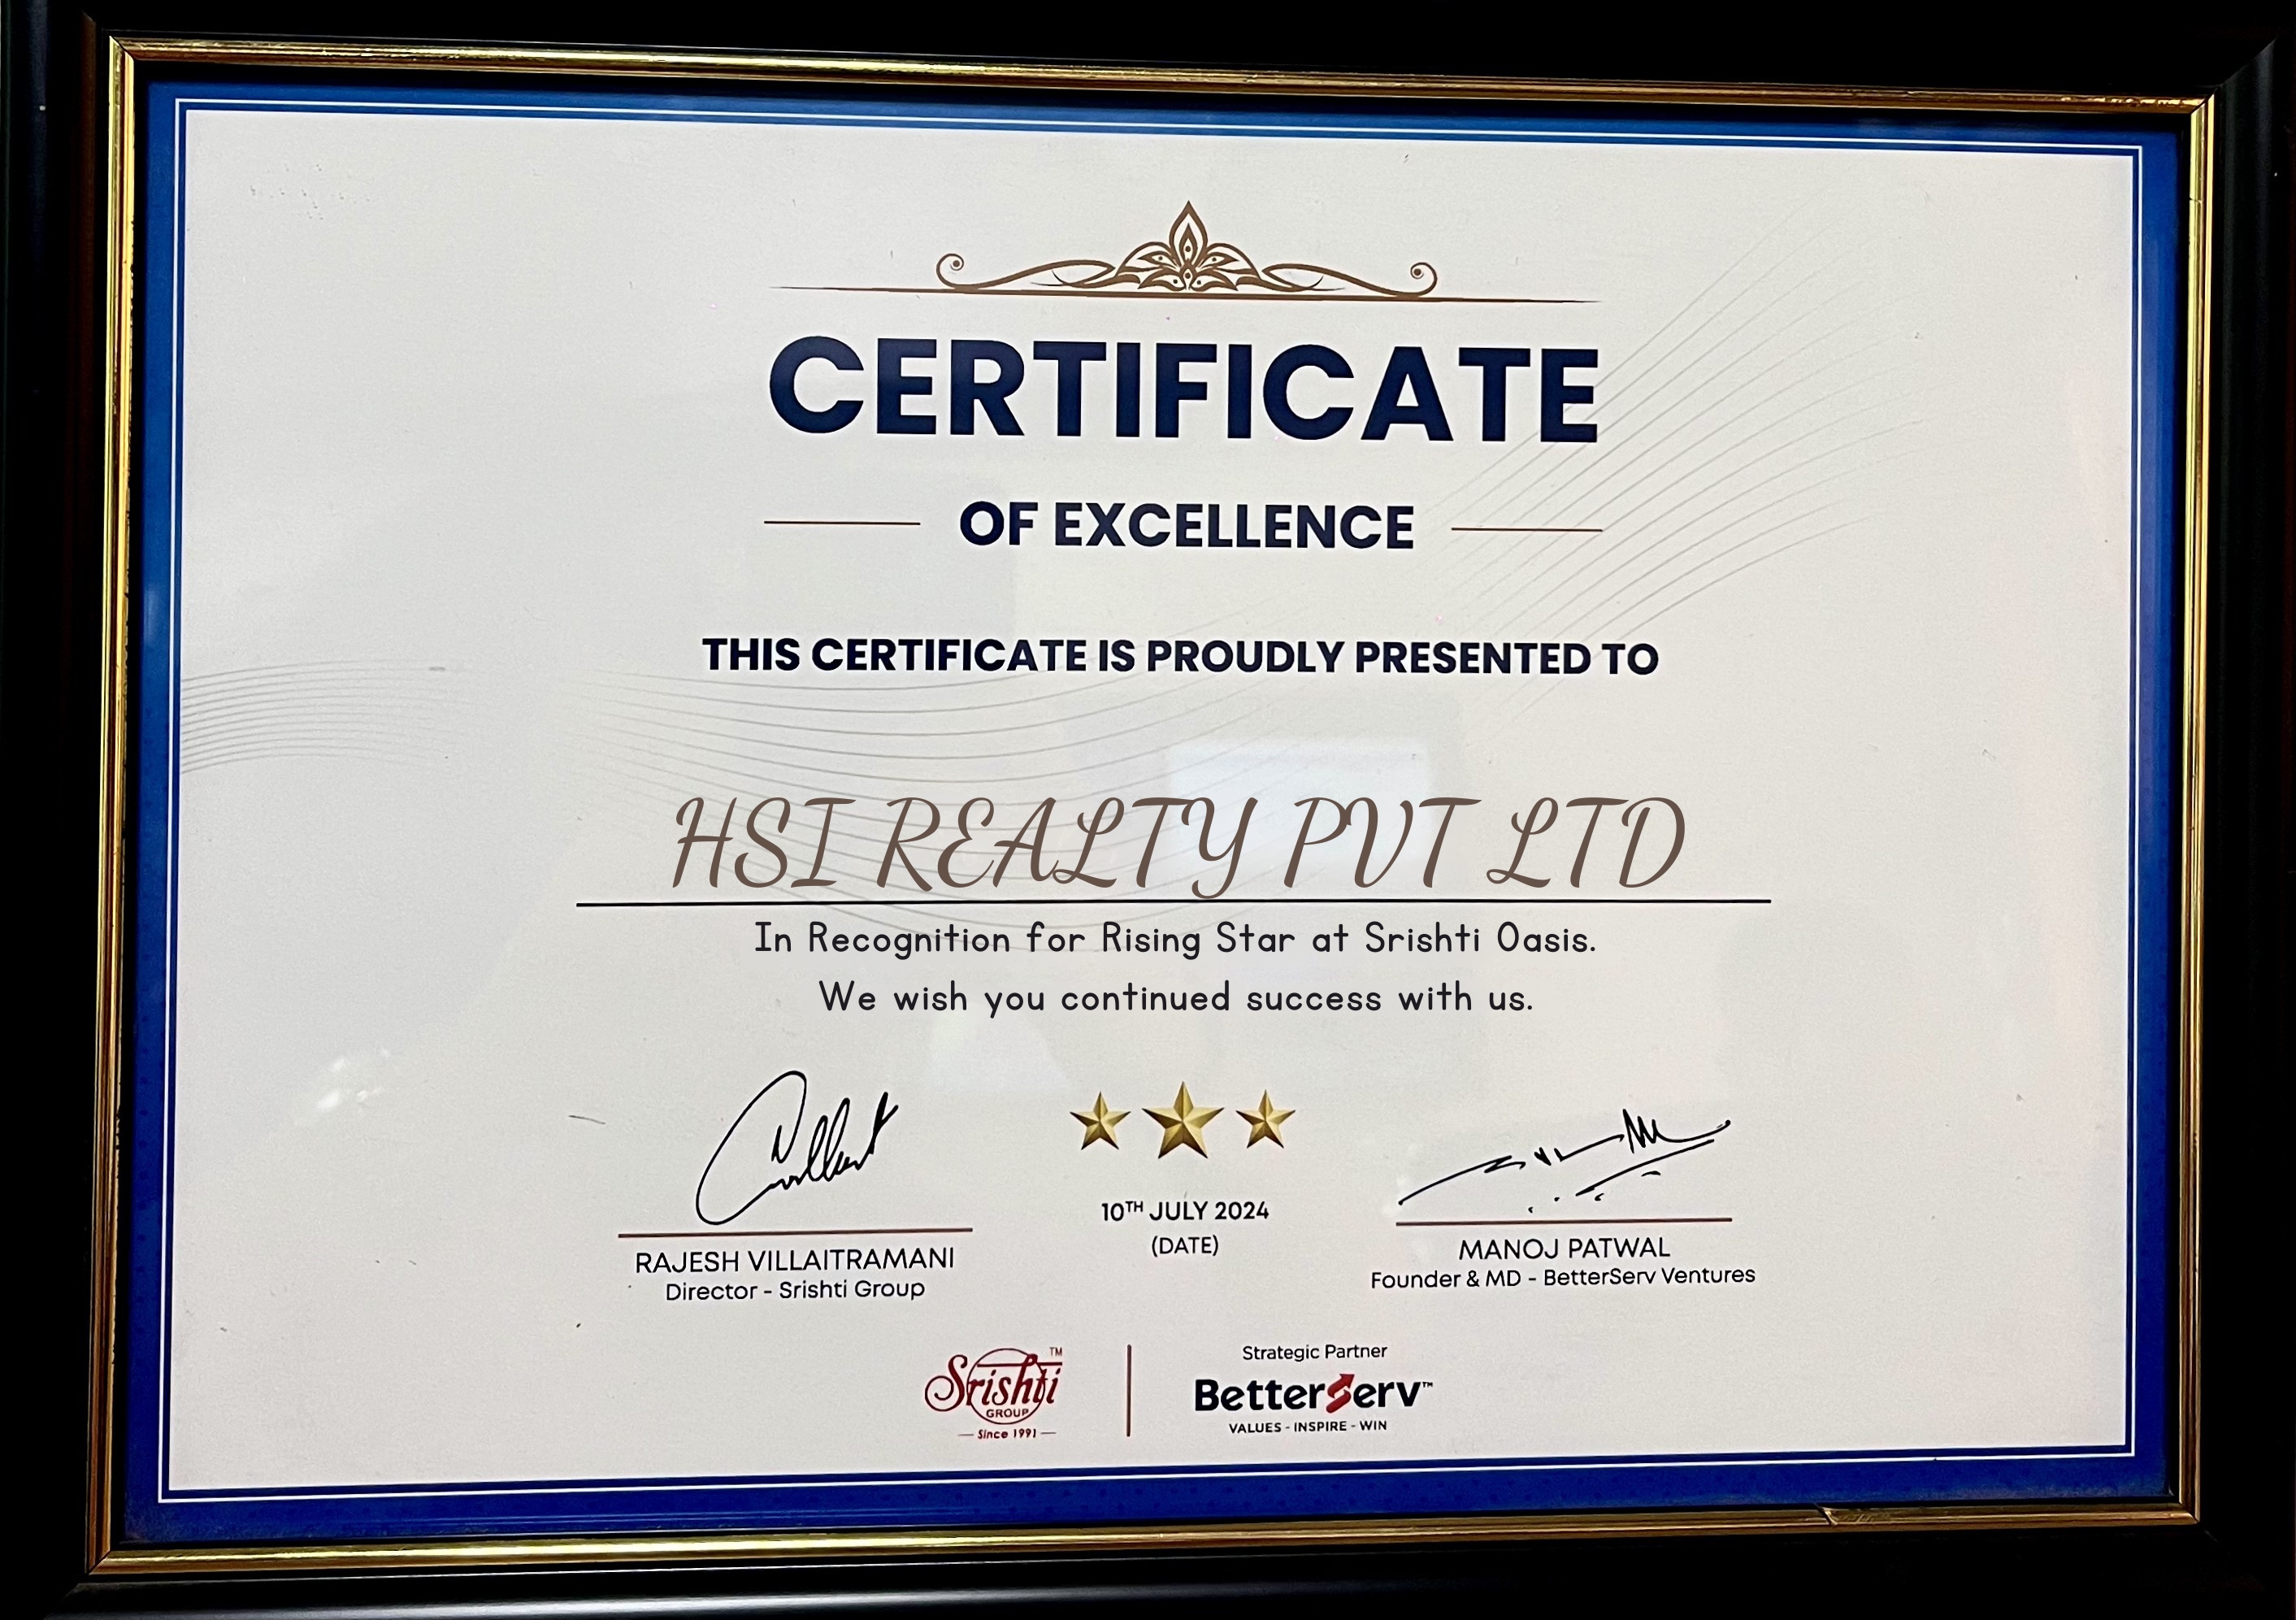 CERTIFICATE
OF EXCELLENCE
THIS CERTIFICATE IS PROUDLY PRESENTED TO
HSI REALTY PVT LTD
In Recognition for Rising Star at Srishti Oasis.
We wish you continued success with us.
10TH JULY 2024
(DATE)
RAJESH VILLAITRAMANI
Director - Srishti Group
MANOJ PATWAL
Founder & MD - BetterServ Ventures
Srishti TM
GROUP
Since 1991
Strategic Partner
BetterServ™
VALUES - INSPIRE - WIN